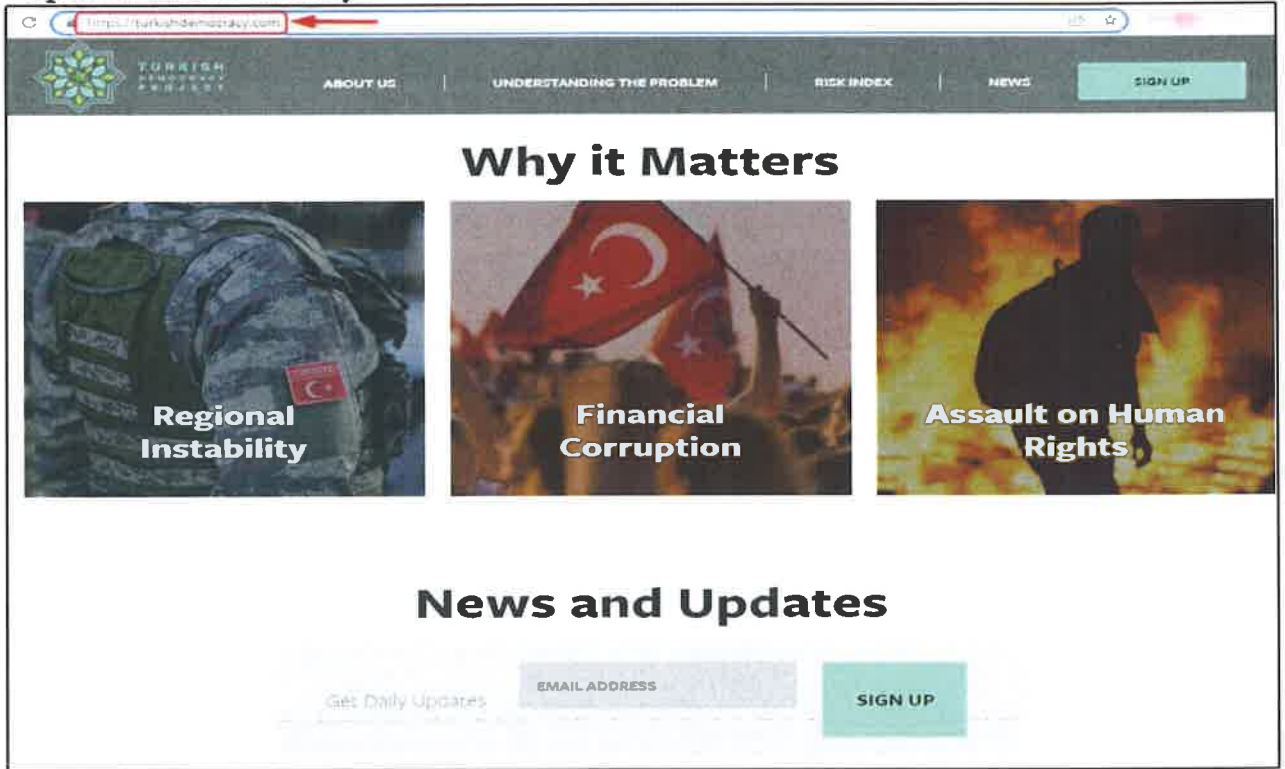 https://turkishdemocracy.com
TURKISH
DEMOCRACY
PROJECT
ABOUT US | UNDERSTANDING THE PROBLEM | RISK INDEX | NEWS SIGN UP
Why it Matters
Regional
Instability
Financial
Corruption
Assault on Human
Rights
News and Updates
Get Daily Updates EMAIL ADDRESS SIGN UP